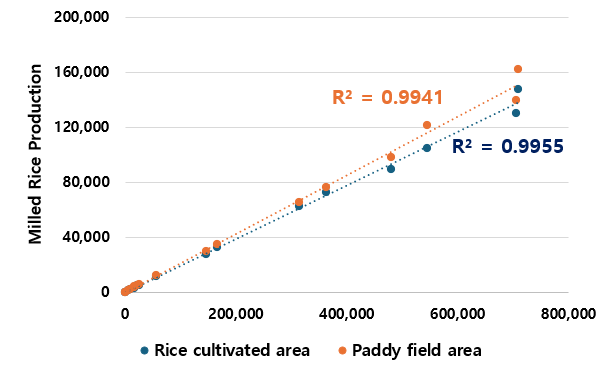 200,000
160,000
120,000
80,000
40,000
0
Milled Rice Production
R² = 0.9941
R² = 0.9955
0 200,000 400,000 600,000 800,000
Rice cultivated area Paddy field area